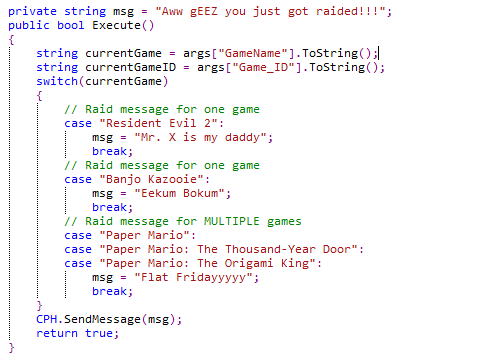 private string msg = "Aww gEEZ you just got raided!!!";
public bool Execute()
{
    string currentGame = args["GameName"].ToString();
    string currentGameID = args["Game_ID"].ToString();
    switch(currentGame)
    {
        // Raid message for one game
        case "Resident Evil 2":
            msg = "Mr. X is my daddy";
            break;
        // Raid message for one game
        case "Banjo Kazooie":
            msg = "Eekum Bokum";
            break;
        // Raid message for MULTIPLE games
        case "Paper Mario":
        case "Paper Mario: The Thousand-Year Door":
        case "Paper Mario: The Origami King":
            msg = "Flat Fridayyyyy";
            break;
    }
    CPH.SendMessage(msg);
    return true;
}